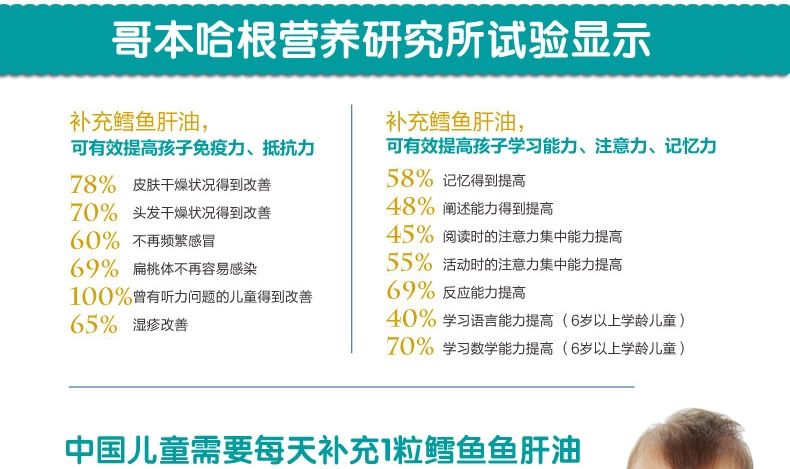 哥本哈根营养研究所试验显示
补充鳕鱼肝油，
可有效提高孩子免疫力、抵抗力
78% 皮肤干燥状况得到改善
70% 头发干燥状况得到改善
60% 不再频繁感冒
69% 扁桃体不再容易感染
100% 曾有听力问题的儿童得到改善
65% 湿疹改善
补充鳕鱼肝油，
可有效提高孩子学习能力、注意力、记忆力
58% 记忆得到提高
48% 阐述能力得到提高
45% 阅读时的注意力集中能力提高
55% 活动时的注意力集中能力提高
69% 反应能力提高
40% 学习语言能力提高（6岁以上学龄儿童）
70% 学习数学能力提高（6岁以上学龄儿童）
中国儿童需要每天补充1粒鳕鱼鱼肝油